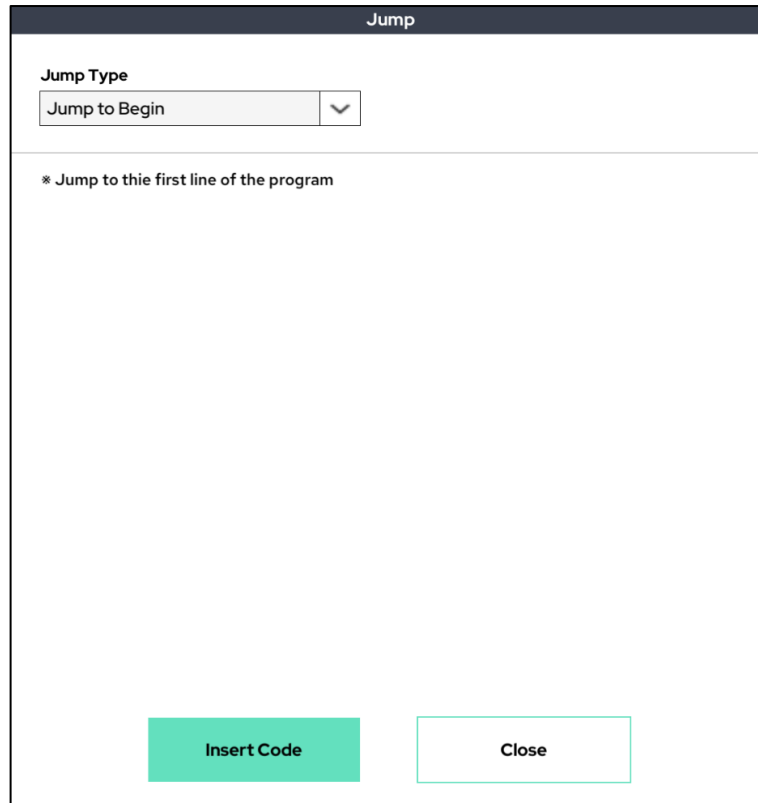 Jump
Jump Type
Jump to Begin
※ Jump to thie first line of the program
Insert Code
Close